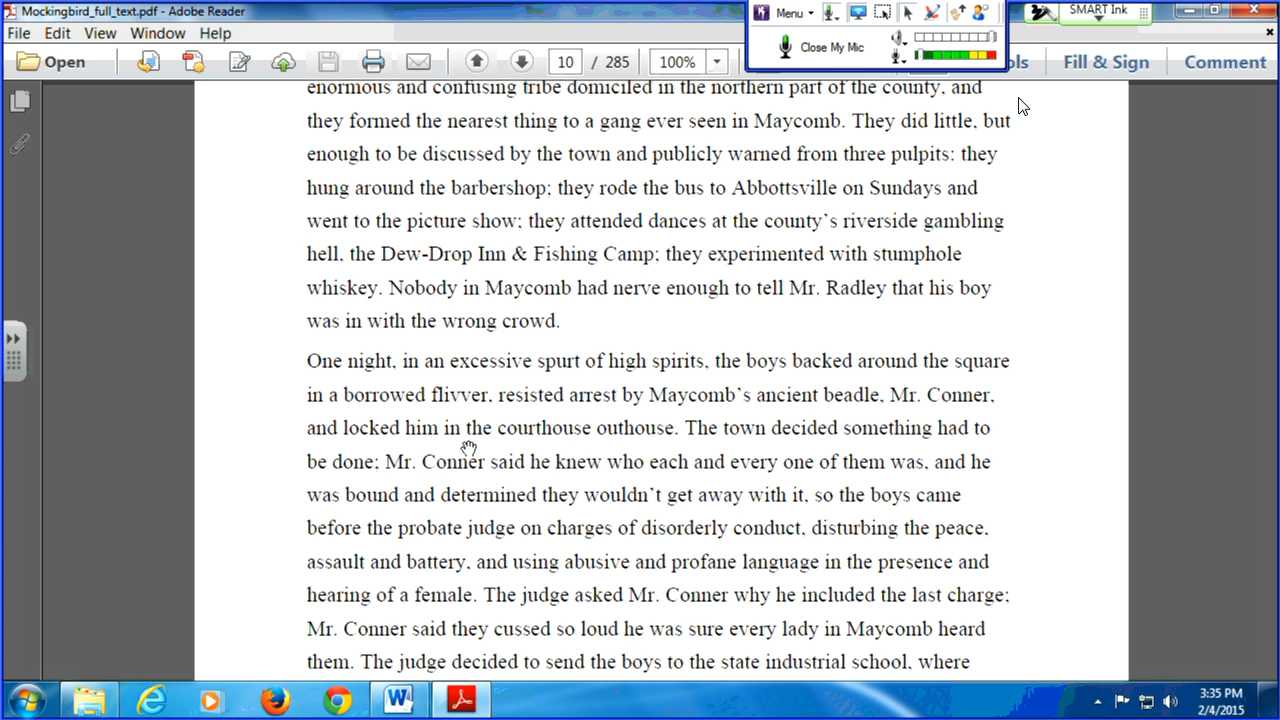 Mockingbird_full_text.pdf - Adobe Reader
Menu
SMART Ink
File Edit View Window Help
Close My Mic
Open
10 / 285
100%
ols
Fill & Sign
Comment
enormous and confusing tribe domiciled in the northern part of the county, and
they formed the nearest thing to a gang ever seen in Maycomb. They did little, but
enough to be discussed by the town and publicly warned from three pulpits: they
hung around the barbershop; they rode the bus to Abbottsville on Sundays and
went to the picture show; they attended dances at the county’s riverside gambling
hell, the Dew-Drop Inn & Fishing Camp; they experimented with stumphole
whiskey. Nobody in Maycomb had nerve enough to tell Mr. Radley that his boy
was in with the wrong crowd.
One night, in an excessive spurt of high spirits, the boys backed around the square
in a borrowed flivver, resisted arrest by Maycomb’s ancient beadle, Mr. Conner,
and locked him in the courthouse outhouse. The town decided something had to
be done; Mr. Conner said he knew who each and every one of them was, and he
was bound and determined they wouldn’t get away with it, so the boys came
before the probate judge on charges of disorderly conduct, disturbing the peace,
assault and battery, and using abusive and profane language in the presence and
hearing of a female. The judge asked Mr. Conner why he included the last charge;
Mr. Conner said they cussed so loud he was sure every lady in Maycomb heard
them. The judge decided to send the boys to the state industrial school, where
3:35 PM
2/4/2015